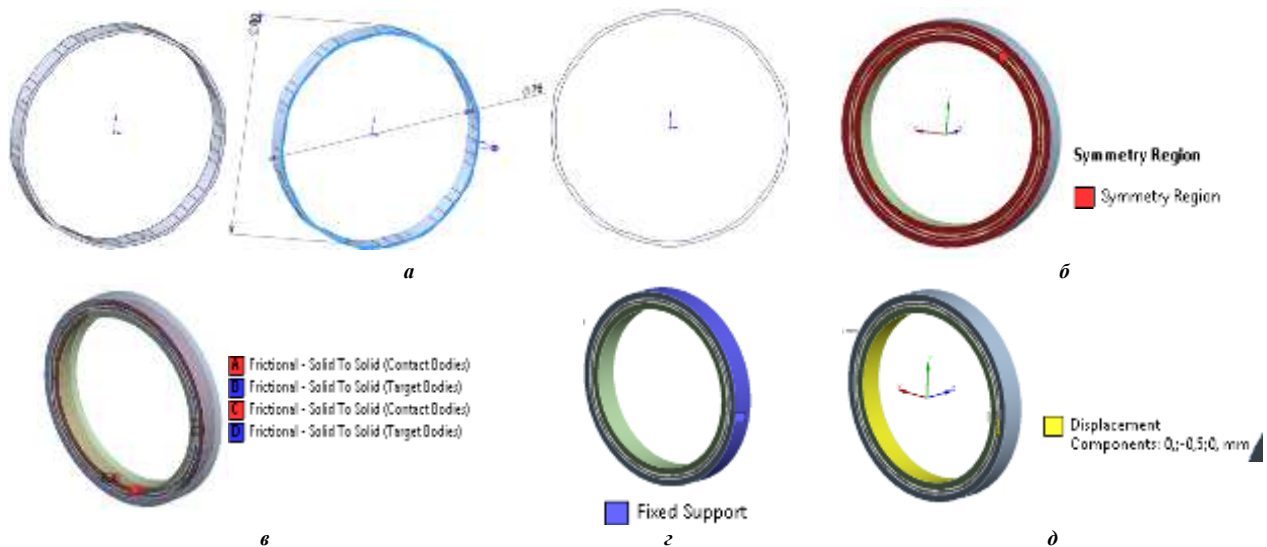 а
Symmetry Region
Symmetry Region
б
A Frictional - Solid To Solid (Contact Bodies)
B Frictional - Solid To Solid (Target Bodies)
C Frictional - Solid To Solid (Contact Bodies)
D Frictional - Solid To Solid (Target Bodies)
в
Fixed Support
г
Displacement
Components: 0,;-0,5;0, mm
д